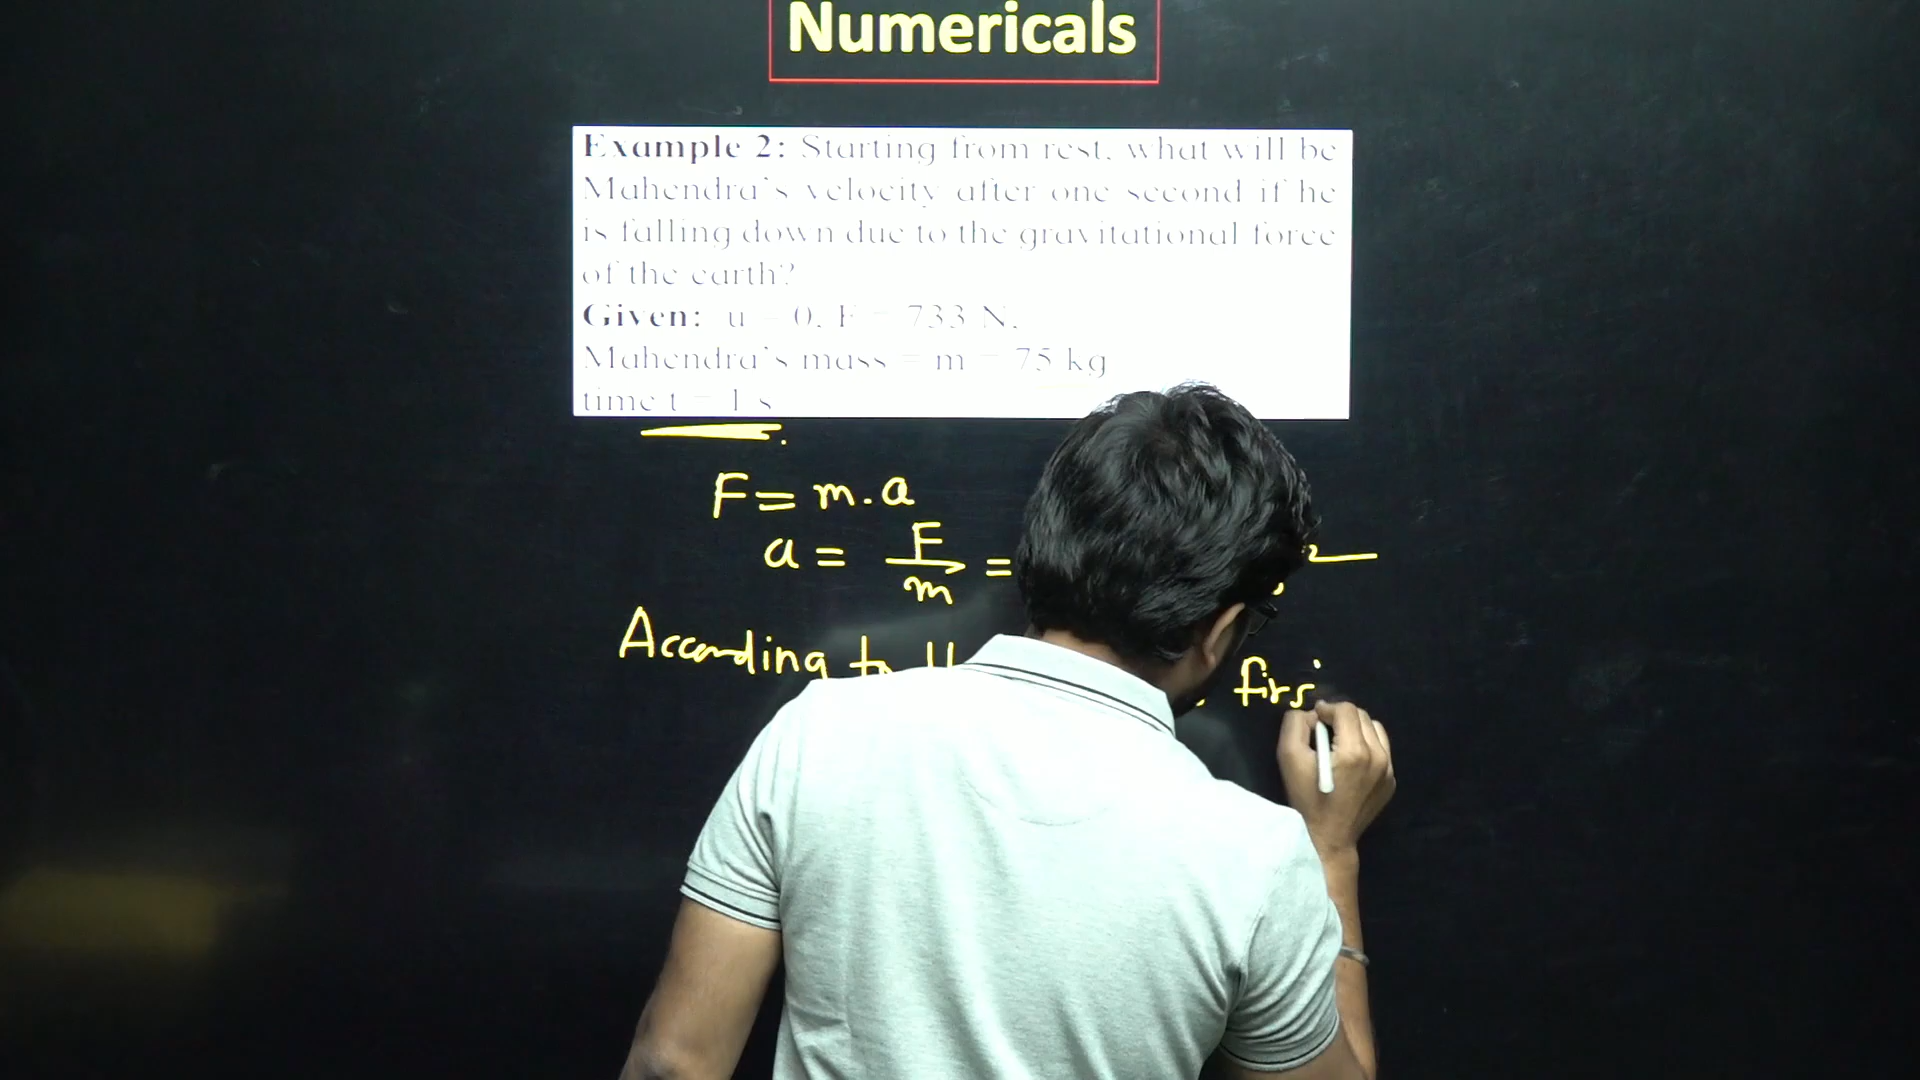 Numericals
Example 2: Starting from rest, what will be
Mahendra's velocity after one second if he
is falling down due to the gravitational force
of the earth?
Given: u = 0, F = 733 N,
Mahendra's mass = m = 75 kg
time t = 1 s
F = m.a
a = F/m =
According to